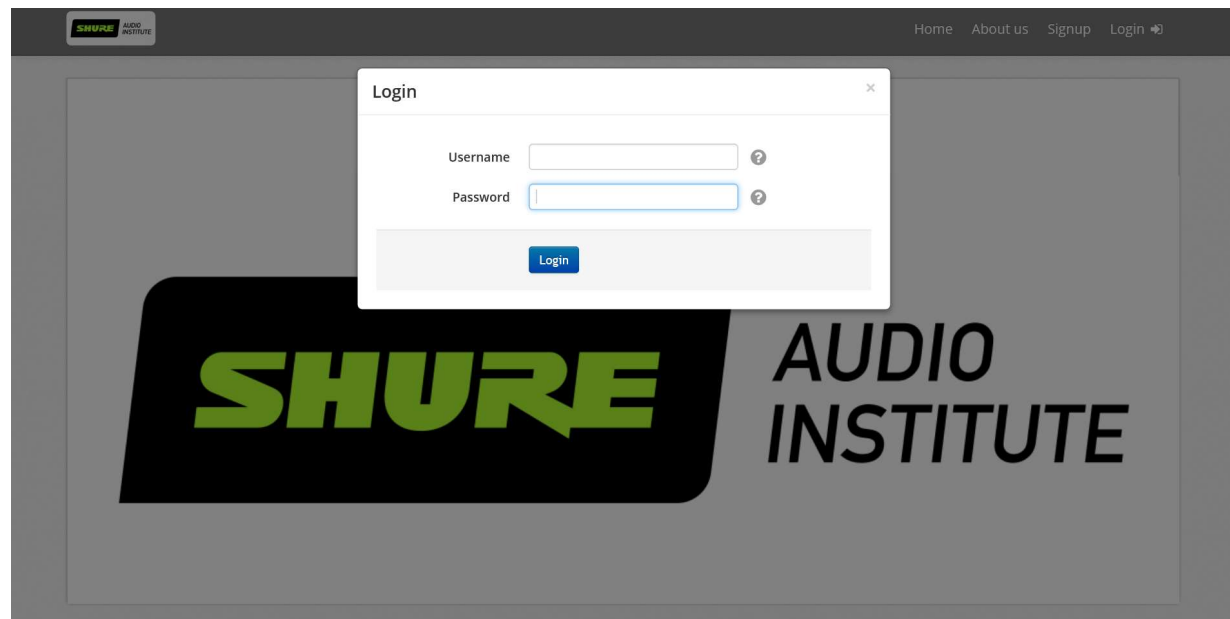 SHURE AUDIO INSTITUTE
Home About us Signup Login
Login ×
Username
Password
Login
SHURE
AUDIO
INSTITUTE